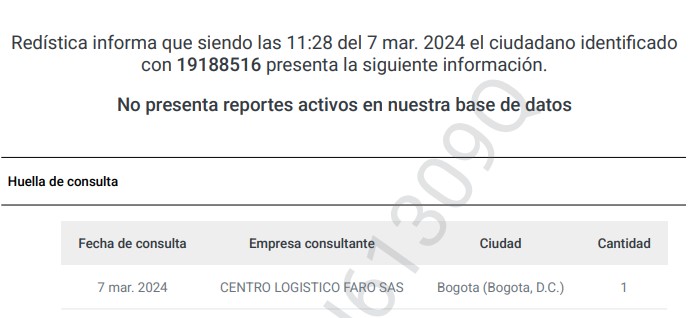 Redística informa que siendo las 11:28 del 7 mar. 2024 el ciudadano identificado
con 19188516 presenta la siguiente información.
No presenta reportes activos en nuestra base de datos
Huella de consulta
Fecha de consulta Empresa consultante Ciudad Cantidad
7 mar. 2024 CENTRO LOGISTICO FARO SAS Bogota (Bogota, D.C.) 1